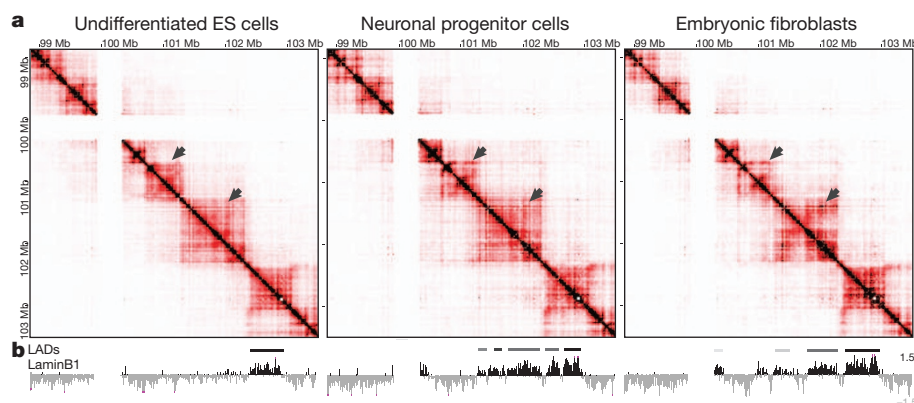 a Undifferentiated ES cells Neuronal progenitor cells Embryonic fibroblasts
99 Mb 100 Mb 101 Mb 102 Mb 103 Mb 99 Mb 100 Mb 101 Mb 102 Mb 103 Mb 99 Mb 100 Mb 101 Mb 102 Mb 103 Mb
99 Mb
100 Mb
101 Mb
102 Mb
103 Mb
b LADs
LaminB1 1.5